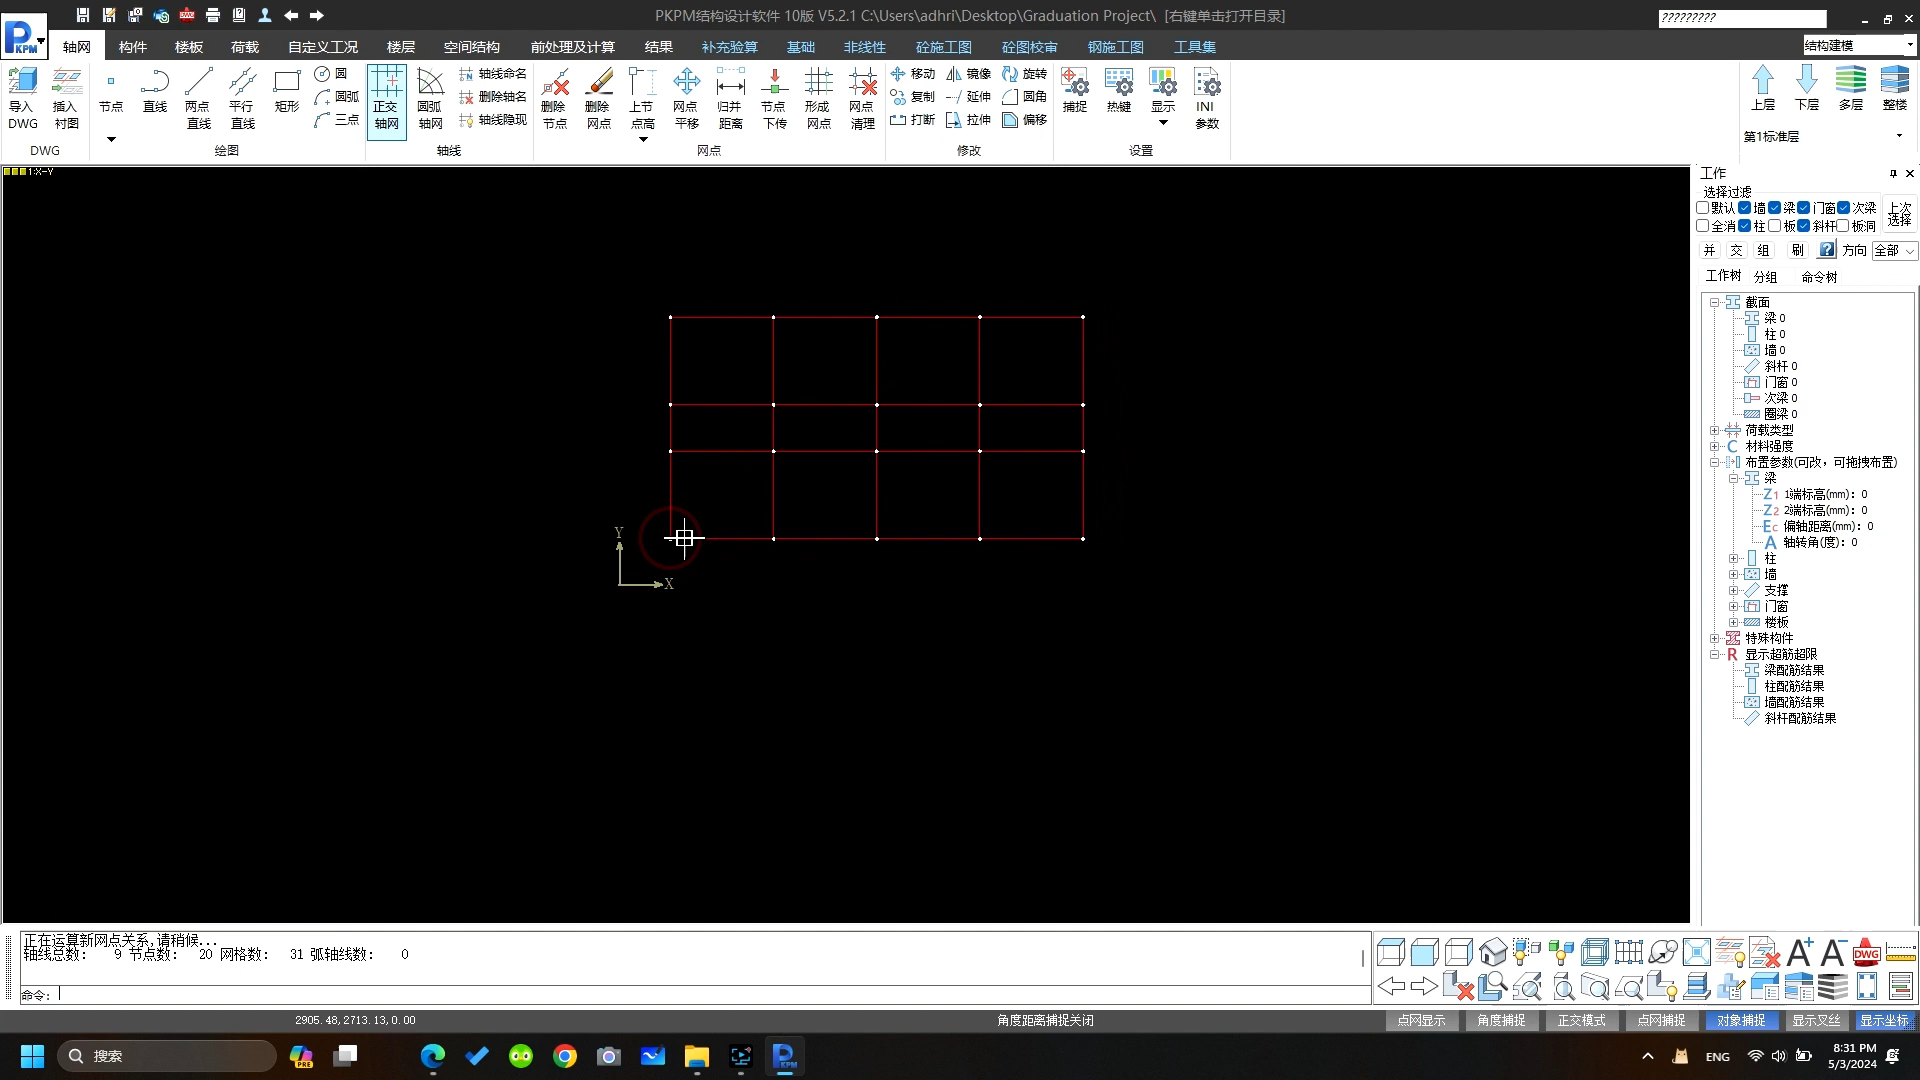 PKPM结构设计软件 10版 V5.2.1 C:\Users\adhri\Desktop\Graduation Project\ [右键单击打开目录]
?????????
PKPM
轴网 构件 楼板 荷载 自定义工况 楼层 空间结构 前处理及计算 结果 补充验算 基础 非线性 砼施工图 砼图校审 钢施工图 工具集
结构建模
导入 DWG
插入 衬图
节点
直线
两点 直线
平行 直线
矩形
圆
圆弧
三点
正交 轴网
圆弧 轴网
轴线命名
删除轴名
轴线隐现
删除 节点
删除 网点
上节 点高
网点 平移
归并 距离
节点 下传
形成 网点
网点 清理
移动 镜像 旋转
复制 延伸 圆角
打断 拉伸 偏移
捕捉
热键
显示
INI 参数
上层
下层
多层
整楼
第1标准层
DWG 绘图 轴线 网点 修改 设置
1:X-Y
Y
X
工作
选择过滤
默认 墙 梁 门窗 次梁
全消 柱 板 斜杆 板洞
上次 选择
并 交 组 刷 方向 全部
工作树 分组 命令树
截面
梁 0
柱 0
墙 0
斜杆 0
门窗 0
次梁 0
圈梁 0
荷载类型
C 材料强度
布置参数(可改，可拖拽布置)
梁
Z1 1端标高(mm)：0
Z2 2端标高(mm)：0
Ec 偏轴距离(mm)：0
A 轴转角(度)：0
柱
墙
支撑
门窗
楼板
特殊构件
R 显示超筋超限
梁配筋结果
柱配筋结果
墙配筋结果
斜杆配筋结果
正在运算新网点关系,请稍候...
轴线总数： 9 节点数： 20 网格数： 31 弧轴线数： 0
命令:
A+ A- DWG
2905.48,2713.13,0.00
角度距离捕捉关闭
点网显示 角度捕捉 正交模式 点网捕捉 对象捕捉 显示叉丝 显示坐标
搜索
PRE
PKPM
ENG
8:31 PM
5/3/2024